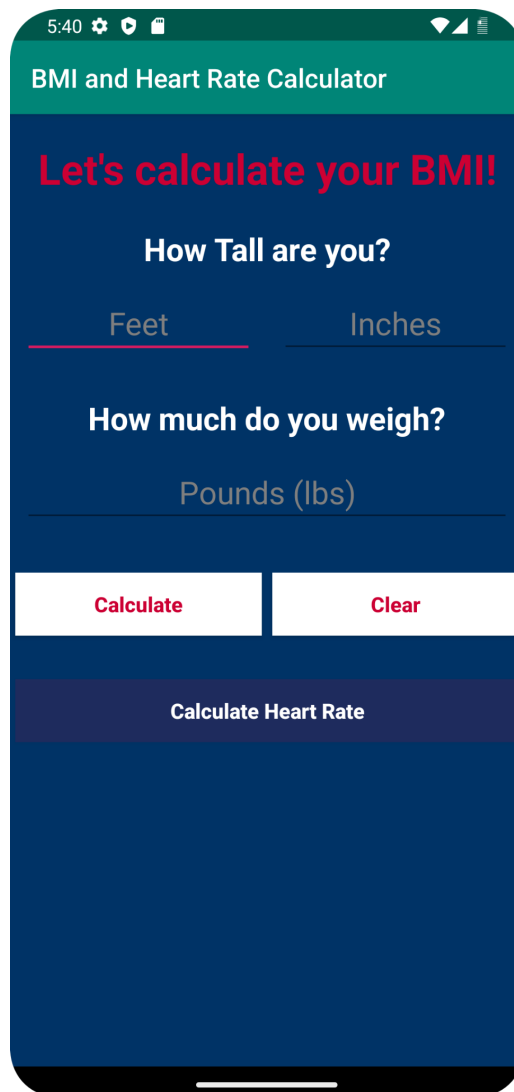 5:40
BMI and Heart Rate Calculator
Let's calculate your BMI!
How Tall are you?
Feet Inches
How much do you weigh?
Pounds (lbs)
Calculate Clear
Calculate Heart Rate